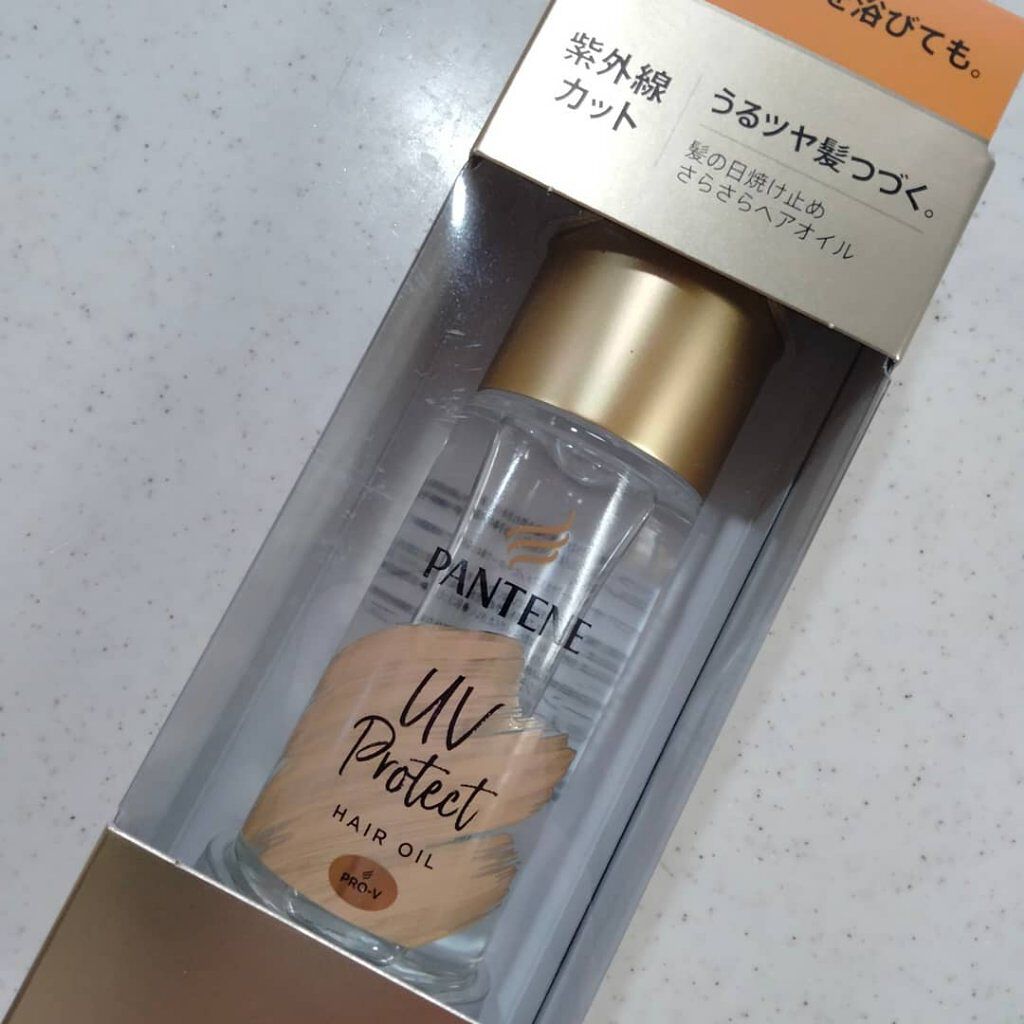 を浴びても。
紫外線
カット
うるツヤ髪つづく。
髪の日焼け止め
さらさらヘアオイル
PANTENE
UV
Protect
HAIR OIL
PRO-V